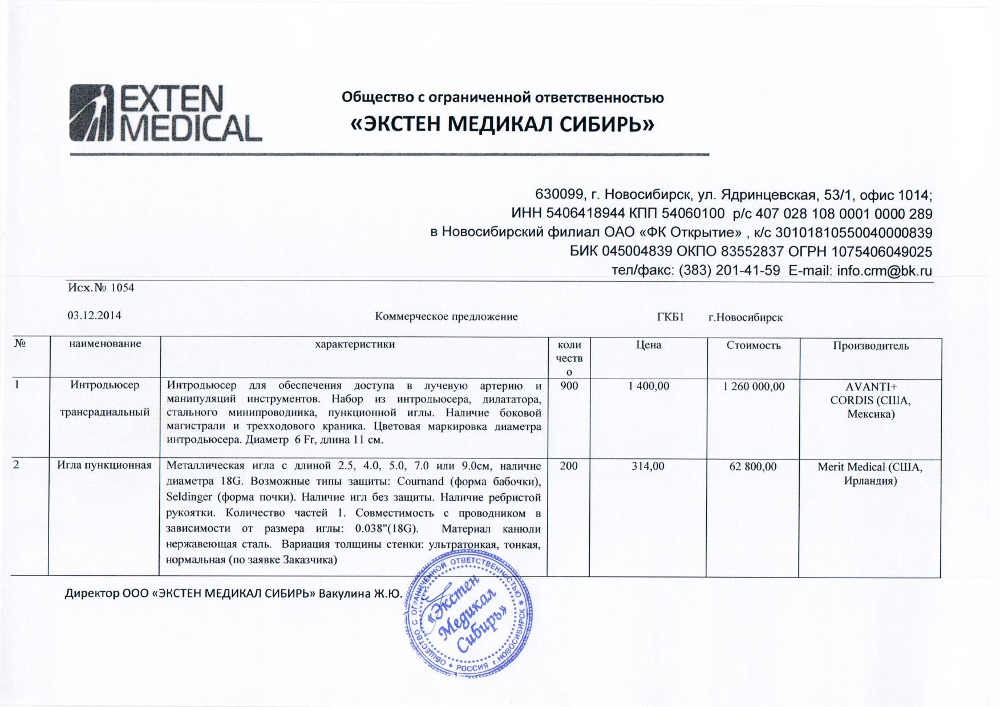 EXTEN
MEDICAL
Общество с ограниченной ответственностью
«ЭКСТЕН МЕДИКАЛ СИБИРЬ»
630099, г. Новосибирск, ул. Ядринцевская, 53/1, офис 1014;
ИНН 5406418944 КПП 54060100 р/с 407 028 108 0001 0000 289
в Новосибирский филиал ОАО «ФК Открытие» , к/с 30101810550040000839
БИК 045004839 ОКПО 83552837 ОГРН 1075406049025
тел/факс: (383) 201-41-59 E-mail: info.crm@bk.ru
Исх.№ 1054
03.12.2014 Коммерческое предложение ГКБ1 г.Новосибирск
№ наименование характеристики коли Цена Стоимость Производитель
честв
о
1 Интродьюсер Интродьюсер для обеспечения доступа в лучевую артерию и 900 1 400,00 1 260 000,00 AVANTI+
манипуляций инструментов. Набор из интродьюсера, дилататора, CORDIS (США,
трансрадиальный стального минипроводника, пункционной иглы. Наличие боковой Мексика)
магистрали и трехходового краника. Цветовая маркировка диаметра
интродьюсера. Диаметр 6 Fr, длина 11 см.
2 Игла пункционная Металлическая игла с длиной 2.5, 4.0, 5.0, 7.0 или 9.0см, наличие 200 314,00 62 800,00 Merit Medical (США,
диаметра 18G. Возможные типы защиты: Cournand (форма бабочки), Ирландия)
Seldinger (форма почки). Наличие игл без защиты. Наличие ребристой
рукоятки. Количество частей 1. Совместимость с проводником в
зависимости от размера иглы: 0.038"(18G). Материал канюли
нержавеющая сталь. Вариация толщины стенки: ультратонкая, тонкая,
нормальная (по заявке Заказчика)
Директор ООО «ЭКСТЕН МЕДИКАЛ СИБИРЬ» Вакулина Ж.Ю.
ОБЩЕСТВО С ОГРАНИЧЕННОЙ ОТВЕТСТВЕННОСТЬЮ * РОССИЯ г.НОВОСИБИРСК *
«Экстен
Медикал
Сибирь»